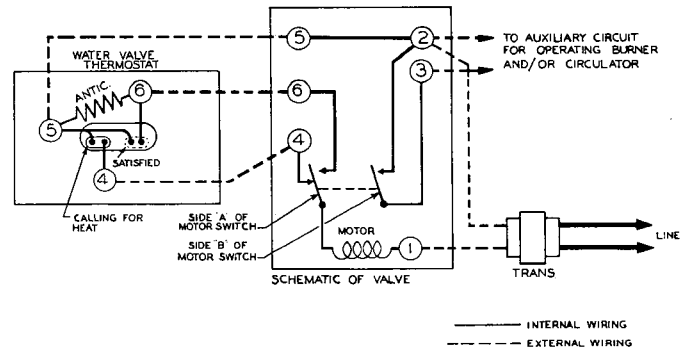 WATER VALVE
THERMOSTAT
ANTIC.
5
6
4
SATISFIED
CALLING FOR
HEAT
5
6
4
2
3
1
SIDE "A" OF
MOTOR SWITCH
SIDE "B" OF
MOTOR SWITCH
MOTOR
SCHEMATIC OF VALVE
TO AUXILIARY CIRCUIT
FOR OPERATING BURNER
AND/OR CIRCULATOR
LINE
TRANS
INTERNAL WIRING
EXTERNAL WIRING